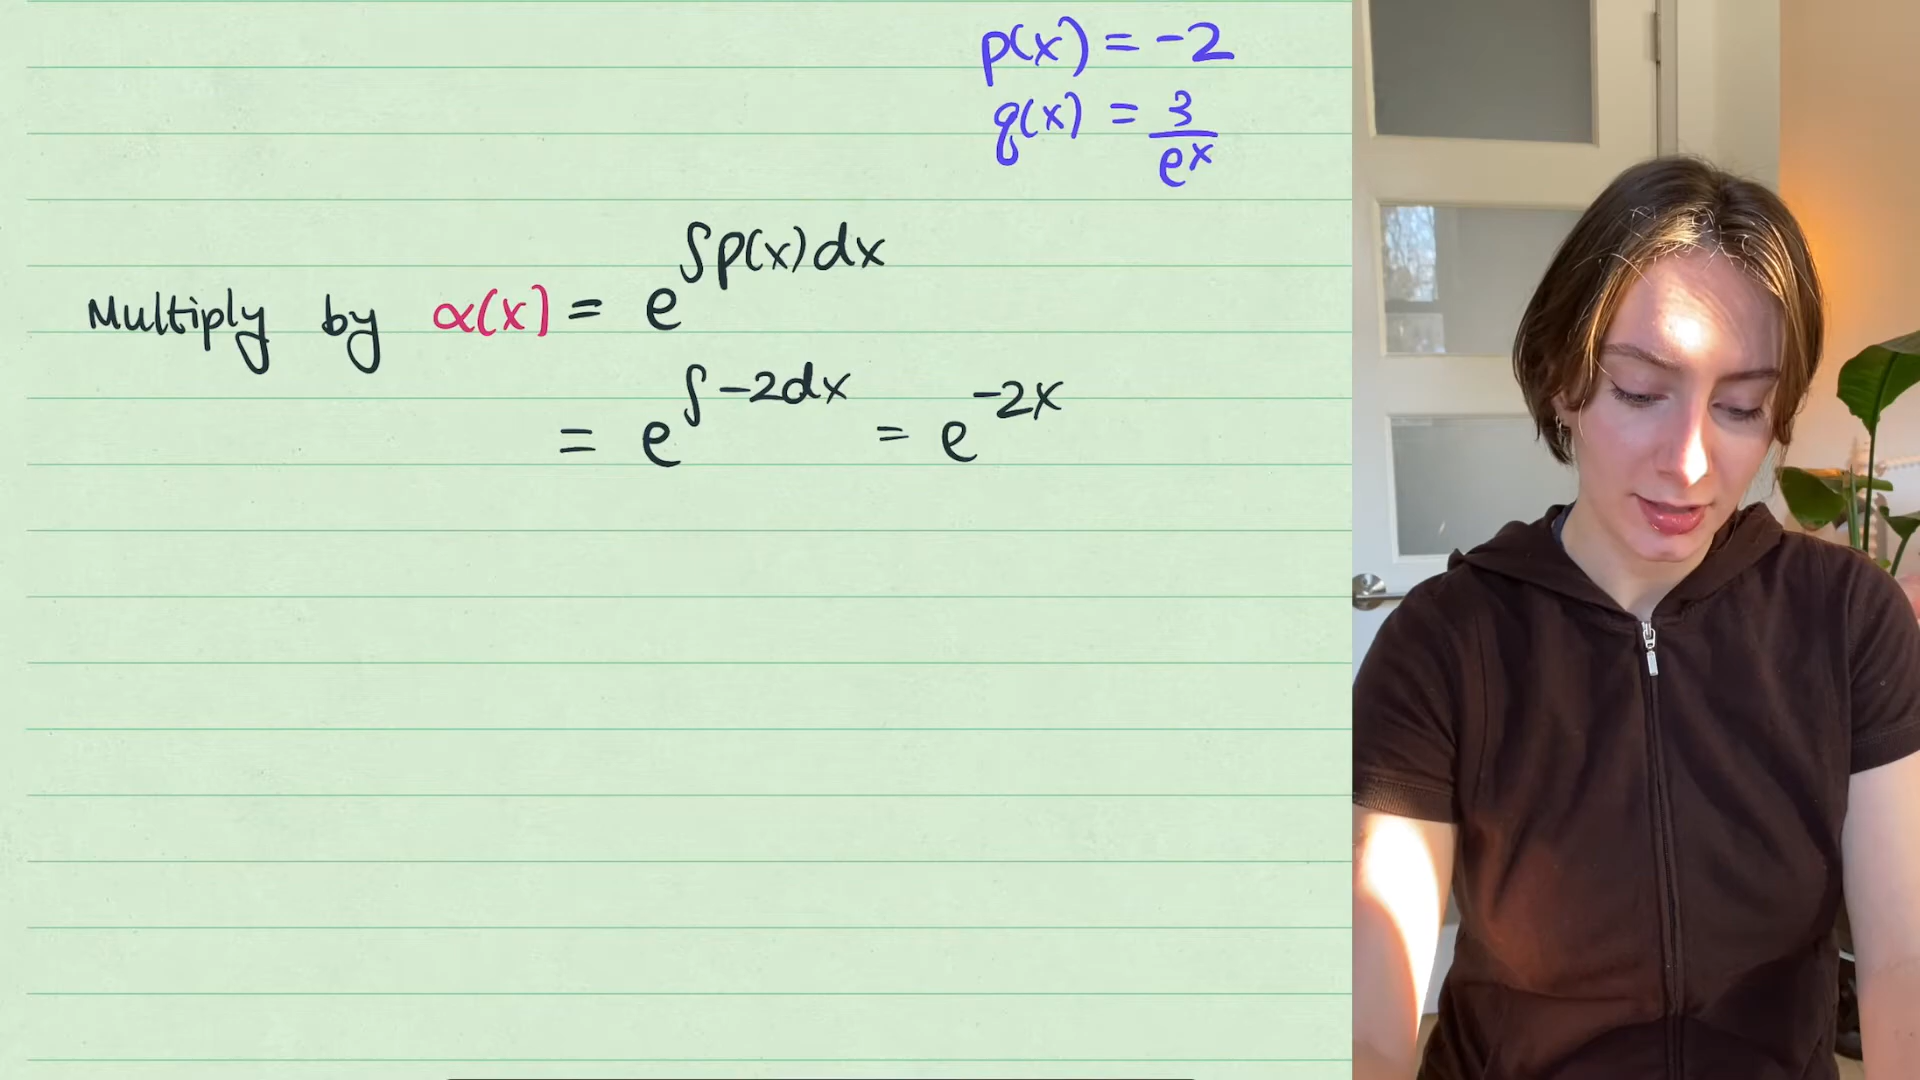 p(x) = -2
q(x) = 3/e^x
Multiply by α(x) = e^∫p(x)dx
= e^∫-2dx = e^-2x